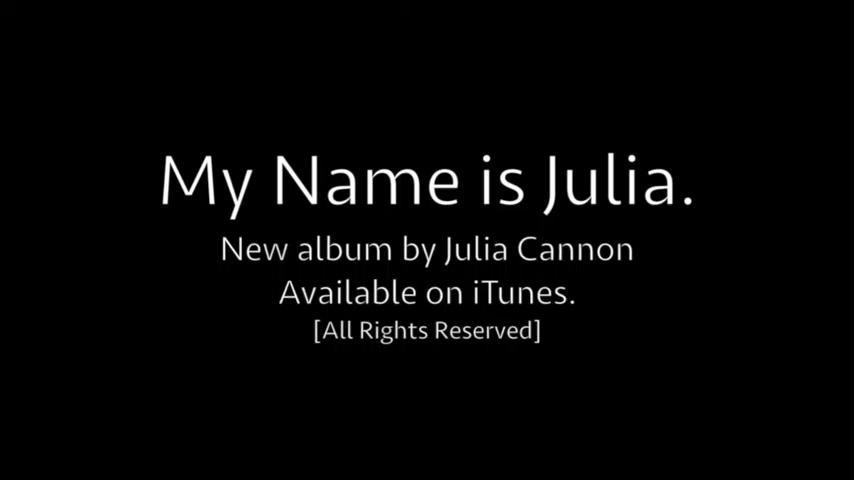 My Name is Julia.
New album by Julia Cannon
Available on iTunes.
[All Rights Reserved]